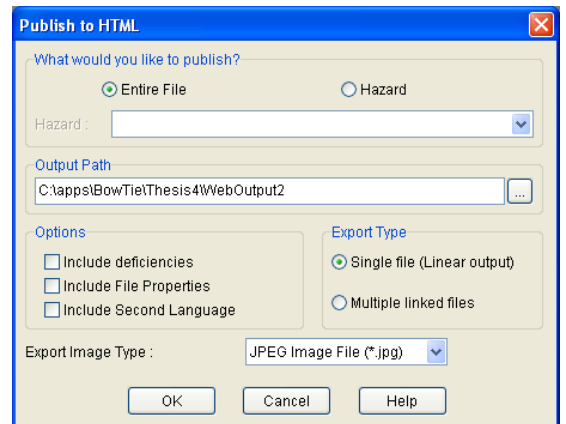 Publish to HTML
What would you like to publish?
Entire File Hazard
Hazard :
Output Path
C:\apps\BowTie\Thesis4\WebOutput2 ...
Options Export Type
Include deficiencies Single file (Linear output)
Include File Properties
Include Second Language Multiple linked files
Export Image Type : JPEG Image File (*.jpg)
OK Cancel Help